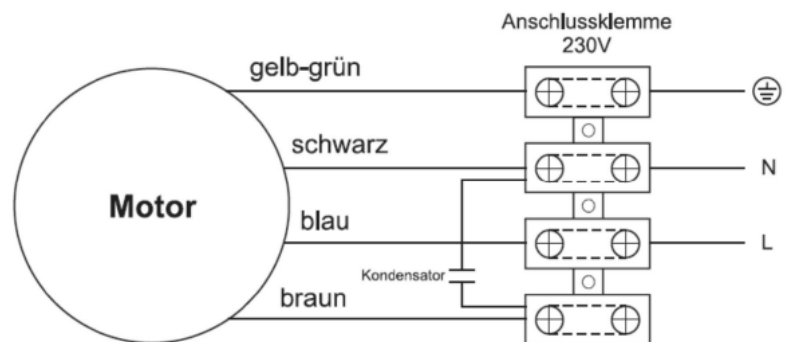 Anschlussklemme
230V
gelb-grün
schwarz
N
Motor
blau
L
Kondensator
braun